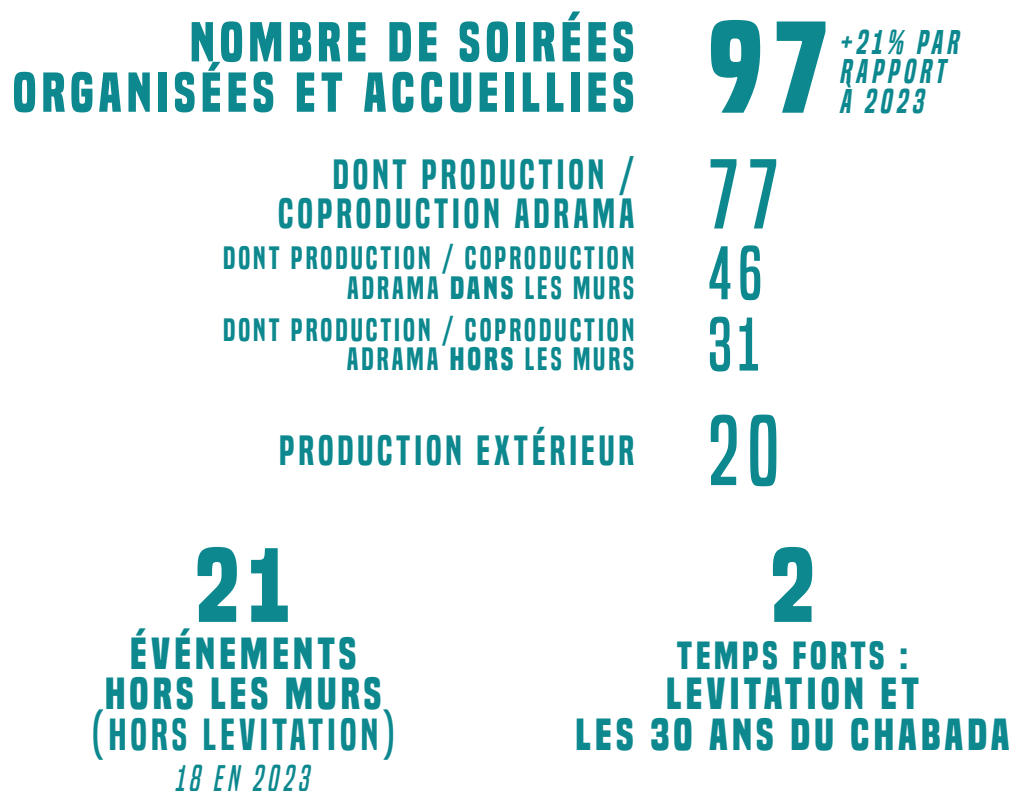 NOMBRE DE SOIRÉES
ORGANISÉES ET ACCUEILLIES
97
+21% PAR
RAPPORT
À 2023
DONT PRODUCTION /
COPRODUCTION ADRAMA
77
DONT PRODUCTION / COPRODUCTION
ADRAMA DANS LES MURS
46
DONT PRODUCTION / COPRODUCTION
ADRAMA HORS LES MURS
31
PRODUCTION EXTÉRIEUR
20
21
ÉVÉNEMENTS
HORS LES MURS
(HORS LEVITATION)
18 EN 2023
2
TEMPS FORTS :
LEVITATION ET
LES 30 ANS DU CHABADA